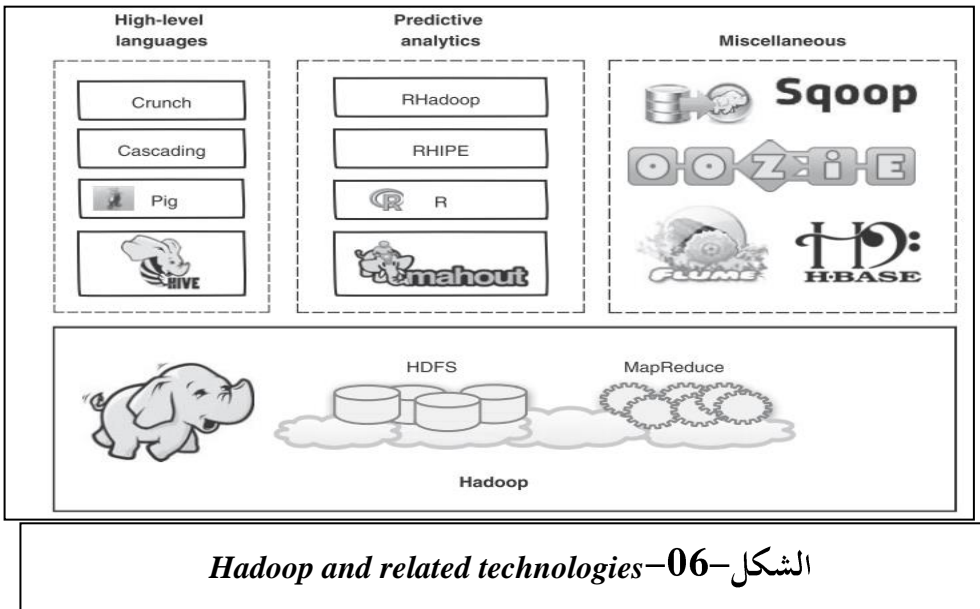 High-level
languages
Predictive
analytics
Miscellaneous
Crunch
Cascading
Pig
HIVE
RHadoop
RHIPE
R R
mahout
Sqoop
OOZiE
FLUME
H
HBASE
HDFS
MapReduce
Hadoop
الشكل-06-Hadoop and related technologies